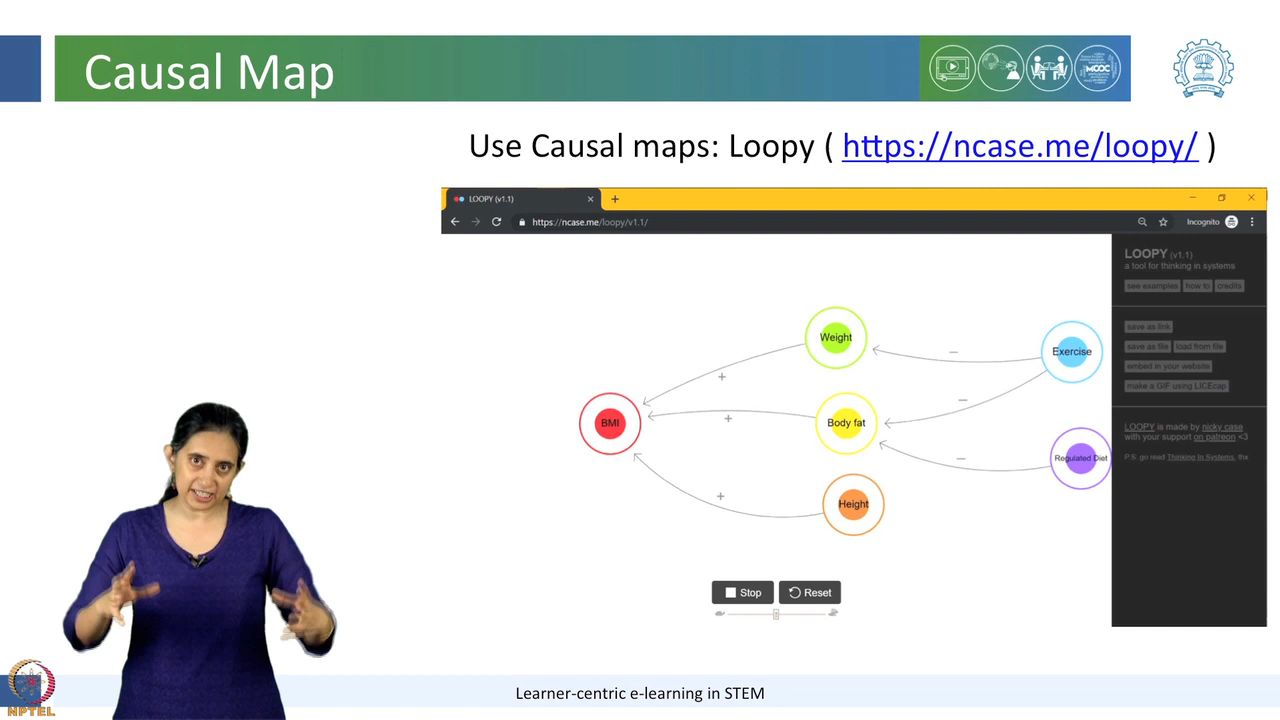 Causal Map
MOOC
Use Causal maps: Loopy ( https://ncase.me/loopy/ )
LOOPY (v1.1)
https://ncase.me/loopy/v1.1/
Incognito
LOOPY (v1.1)
a tool for thinking in systems
see examples how to credits
save as link
save as file load from file
embed in your website
make a GIF using LICEcap
LOOPY is made by nicky case
with your support on patreon <3
P.S: go read Thinking In Systems, thx
Weight
Exercise
BMI
Body fat
Regulated Diet
Height
−
−
−
+
+
+
Stop Reset
NPTEL
Learner-centric e-learning in STEM